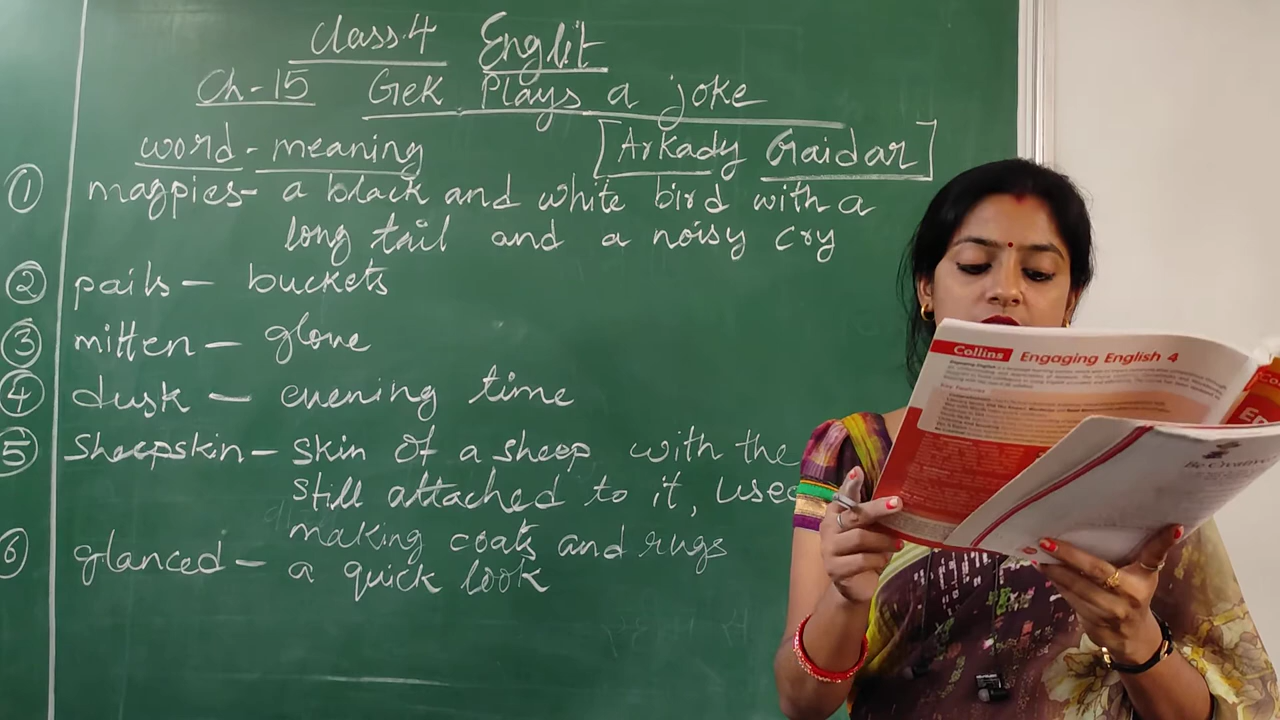 Class.4 Englit
Ch-15 Gek Plays a joke
word-meaning [Arkady Gaidar]
① magpies- a black and white bird with a
long tail and a noisy cry
② pails - buckets
③ mitten - glove
④ dusk - evening time
⑤ Sheepskin - skin of a sheep with the
still attached to it, used
making coats and rugs
⑥ glanced - a quick look
Collins Engaging English 4
Key Features